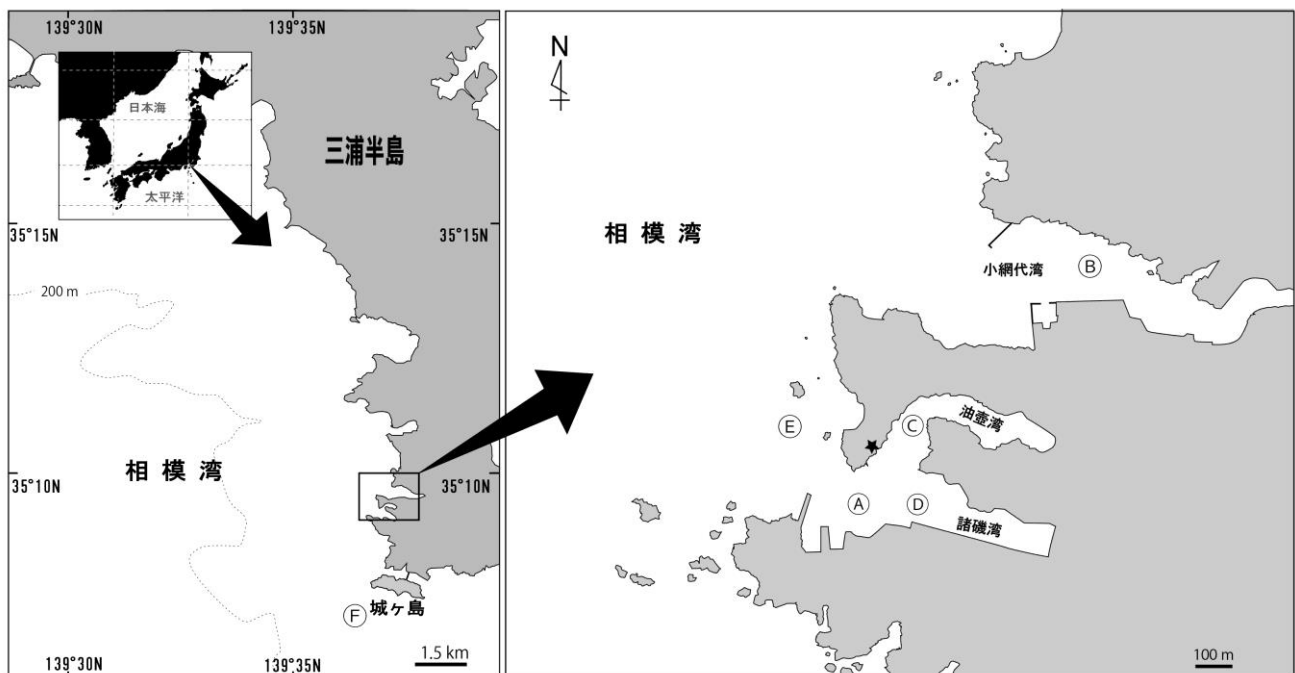 139°30N
139°35N
日本海
太平洋
三浦半島
35°15N
35°15N
200 m
相模湾
35°10N
35°10N
F
城ヶ島
1.5 km
139°30N
139°35N
N
相模湾
小網代湾
B
油壺湾
E
C
A
D
諸磯湾
100 m